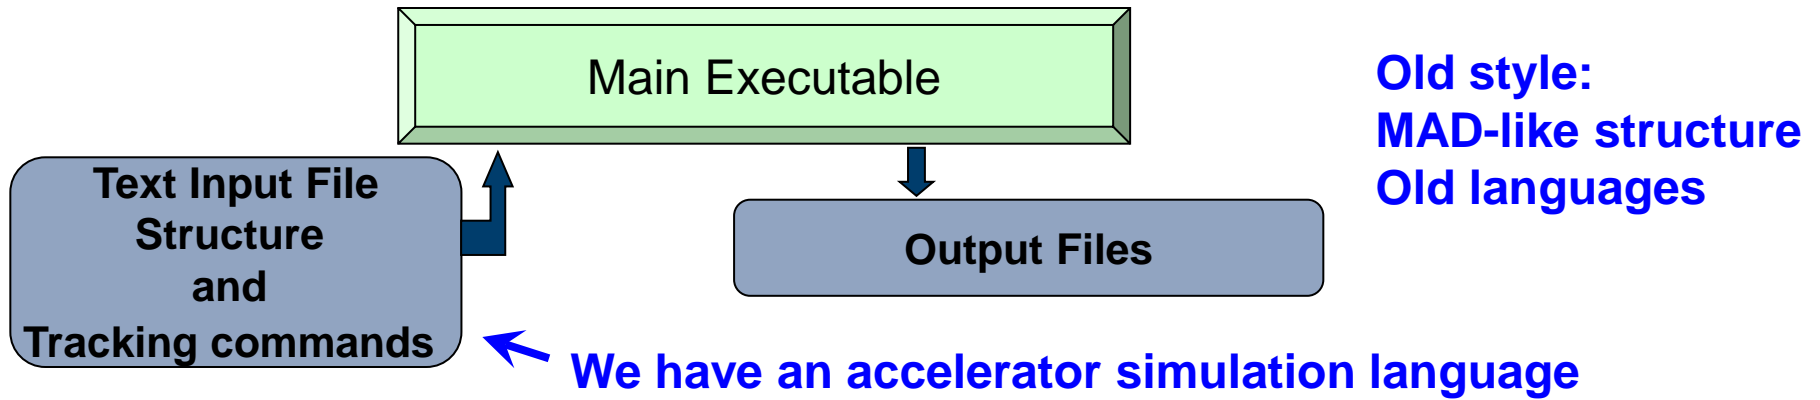 Main Executable
Old style:
MAD-like structure
Old languages
Text Input File
Structure
and
Tracking commands
Output Files
We have an accelerator simulation language